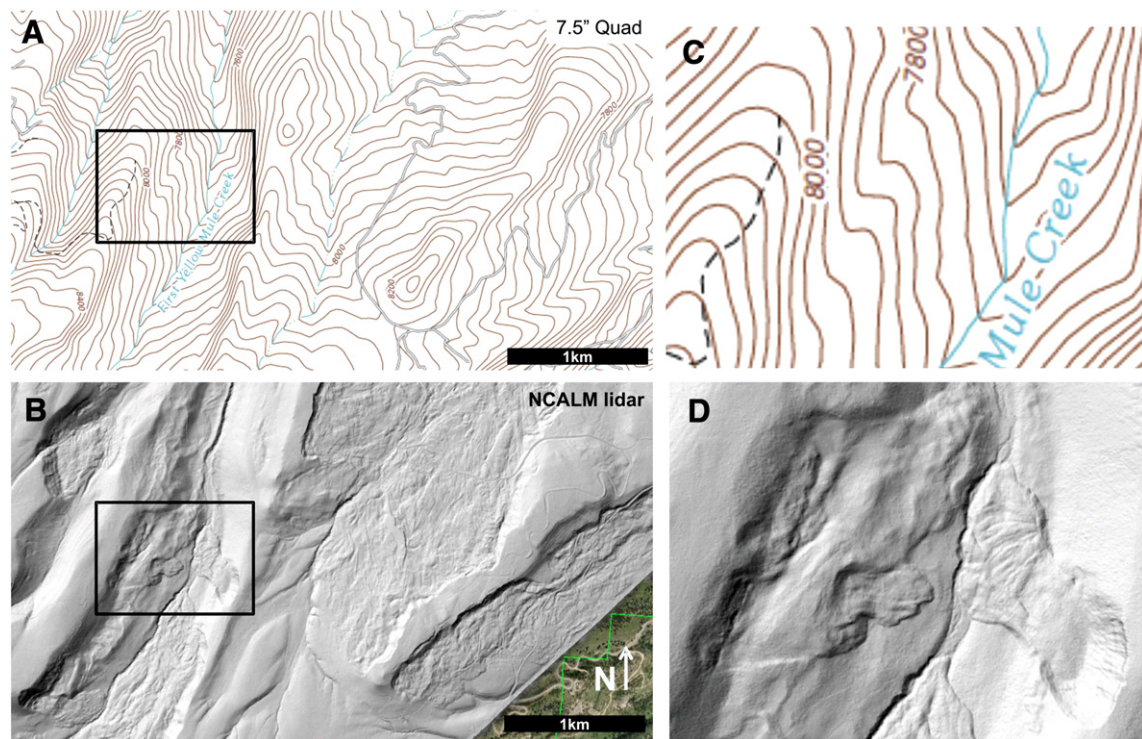 A
7.5” Quad
7600
8000
7800
First Yellow Mule Creek
8000
8200
8400
1km
C
7800
8000
Mule-Creek
B
NCALM lidar
N
1km
D